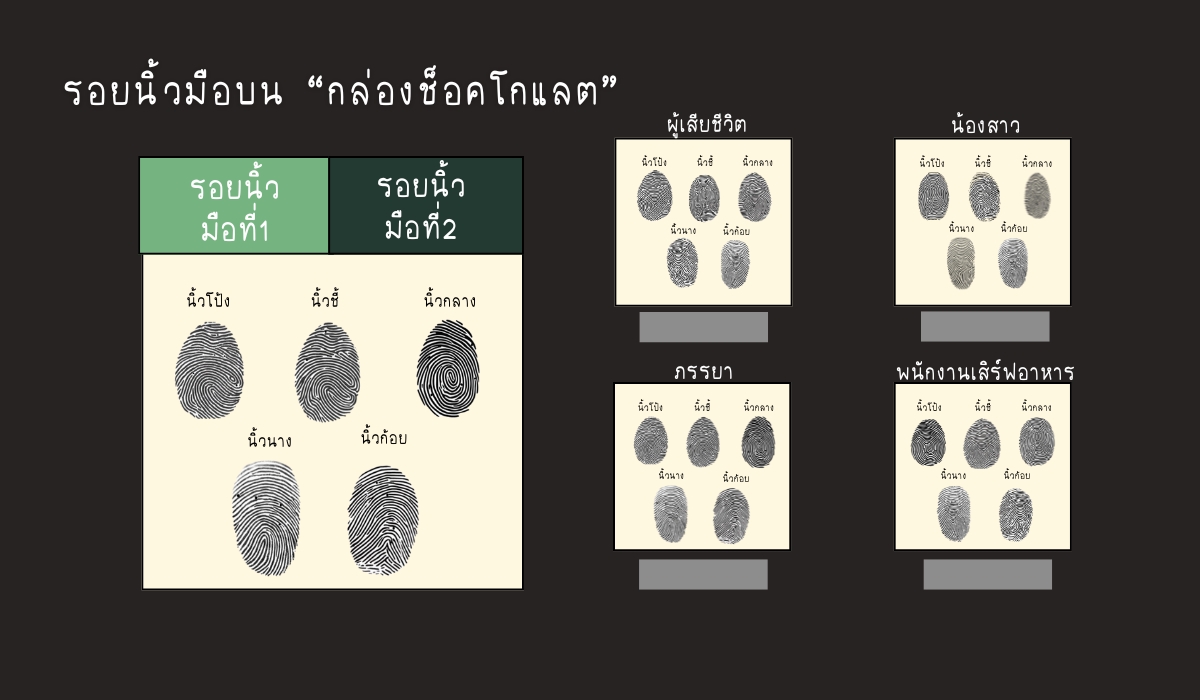 รอยนิ้วมือบน “กล่องช็อคโกแลต”
รอยนิ้ว
มือที่1
รอยนิ้ว
มือที่2
นิ้วโป้ง นิ้วชี้ นิ้วกลาง
นิ้วนาง นิ้วก้อย
ผู้เสียชีวิต
นิ้วโป้ง นิ้วชี้ นิ้วกลาง
นิ้วนาง นิ้วก้อย
น้องสาว
นิ้วโป้ง นิ้วชี้ นิ้วกลาง
นิ้วนาง นิ้วก้อย
ภรรยา
นิ้วโป้ง นิ้วชี้ นิ้วกลาง
นิ้วนาง นิ้วก้อย
พนักงานเสิร์ฟอาหาร
นิ้วโป้ง นิ้วชี้ นิ้วกลาง
นิ้วนาง นิ้วก้อย